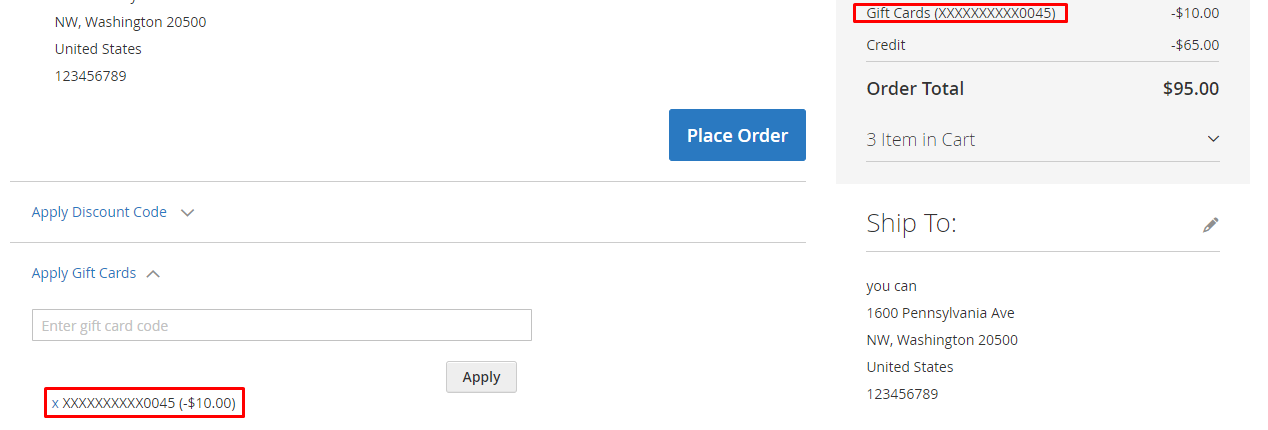 NW, Washington 20500
United States
123456789
Place Order
Apply Discount Code
Apply Gift Cards
Enter gift card code
Apply
x XXXXXXXXXX0045 (-$10.00)
Gift Cards (XXXXXXXXXX0045) -$10.00
Credit -$65.00
Order Total $95.00
3 Item in Cart
Ship To:
you can
1600 Pennsylvania Ave
NW, Washington 20500
United States
123456789